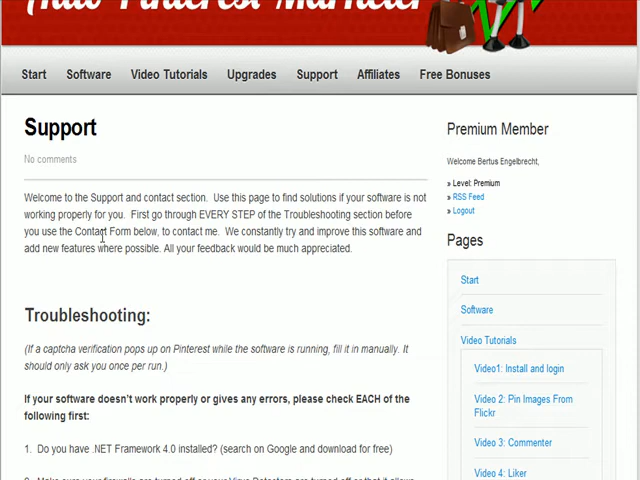 Auto Pinterest Marketer
Start Software Video Tutorials Upgrades Support Affiliates Free Bonuses
Support
No comments
Welcome to the Support and contact section. Use this page to find solutions if your software is not
working properly for you. First go through EVERY STEP of the Troubleshooting section before
you use the Contact Form below, to contact me. We constantly try and improve this software and
add new features where possible. All your feedback would be much appreciated.
Troubleshooting:
(If a captcha verification pops up on Pinterest while the software is running, fill it in manually. It
should only ask you once per run.)
If your software doesn't work properly or gives any errors, please check EACH of the
following first:
1. Do you have .NET Framework 4.0 installed? (search on Google and download for free)
Premium Member
Welcome Bertus Engelbrecht,
» Level: Premium
» RSS Feed
» Logout
Pages
Start
Software
Video Tutorials
Video1: Install and login
Video 2: Pin Images From
Flickr
Video 3: Commenter
Video 4: Liker